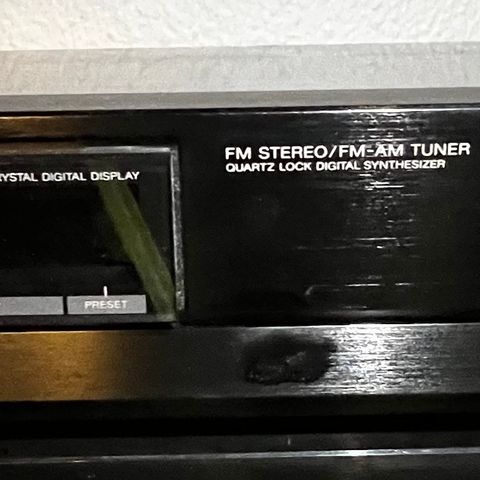 FM STEREO/FM-AM TUNER
QUARTZ LOCK DIGITAL SYNTHESIZER
YSTAL DIGITAL DISPLAY
PRESET